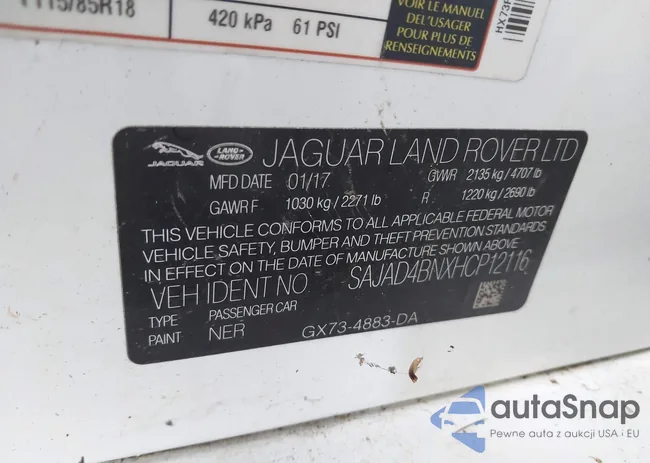 T115/85R18
420 kPa 61 PSI
VOIR LE MANUEL
DE L'USAGER
POUR PLUS DE
RENSEIGNEMENTS
JAGUAR
LAND-
ROVER
JAGUAR LAND ROVER LTD
MFD DATE 01/17 GVWR 2135 kg / 4707 lb
GAWR F 1030 kg / 2271 lb R 1220 kg / 2690 lb
THIS VEHICLE CONFORMS TO ALL APPLICABLE FEDERAL MOTOR
VEHICLE SAFETY, BUMPER AND THEFT PREVENTION STANDARDS
IN EFFECT ON THE DATE OF MANUFACTURE SHOWN ABOVE.
VEH IDENT NO. SAJAD4BNXHCP12116
TYPE PASSENGER CAR
PAINT NER GX73-4883-DA
autoSnap
Pewne auta z aukcji USA i EU